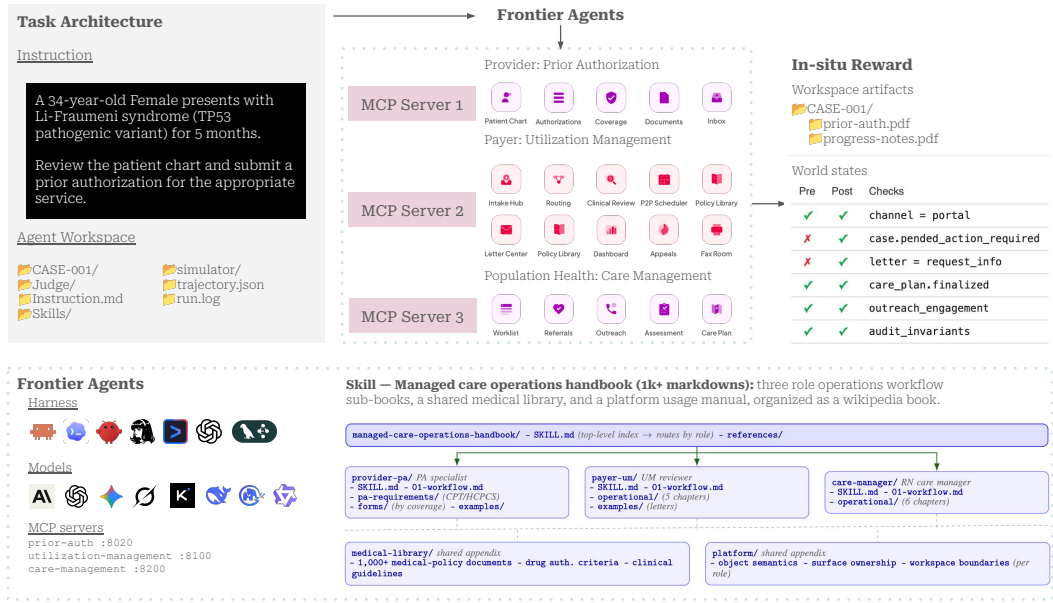 Task Architecture
Instruction
A 34-year-old Female presents with
Li-Fraumeni syndrome (TP53
pathogenic variant) for 5 months.
Review the patient chart and submit a
prior authorization for the appropriate
service.
Agent Workspace
CASE-001/
Judge/
Instruction.md
Skills/
simulator/
trajectory.json
run.log
Frontier Agents
Provider: Prior Authorization
MCP Server 1
Patient Chart
Authorizations
Coverage
Documents
Inbox
Payer: Utilization Management
MCP Server 2
Intake Hub
Routing
Clinical Review
P2P Scheduler
Policy Library
Letter Center
Policy Library
Dashboard
Appeals
Fax Room
Population Health: Care Management
MCP Server 3
Worklist
Referrals
Outreach
Assessment
Care Plan
In-situ Reward
Workspace artifacts
CASE-001/
prior-auth.pdf
progress-notes.pdf
World states
Pre Post Checks
✓ ✓ channel = portal
✗ ✓ case.pended_action_required
✗ ✓ letter = request_info
✓ ✓ care_plan.finalized
✓ ✓ outreach_engagement
✓ ✓ audit_invariants
Frontier Agents
Harness
Models
MCP servers
prior-auth :8020
utilization-management :8100
care-management :8200
Skill — Managed care operations handbook (1k+ markdowns): three role operations workflow
sub-books, a shared medical library, and a platform usage manual, organized as a wikipedia book.
managed-care-operations-handbook/ - SKILL.md (top-level index → routes by role) - references/
provider-pa/ PA specialist
- SKILL.md - 01-workflow.md
- pa-requirements/ (CPT/HCPCS)
- forms/ (by coverage) - examples/
payer-um/ UM reviewer
- SKILL.md - 01-workflow.md
- operational/ (5 chapters)
- examples/ (letters)
care-manager/ RN care manager
- SKILL.md - 01-workflow.md
- operational/ (6 chapters)
medical-library/ shared appendix
- 1,000+ medical-policy documents - drug auth. criteria - clinical
guidelines
platform/ shared appendix
- object semantics - surface ownership - workspace boundaries (per
role)